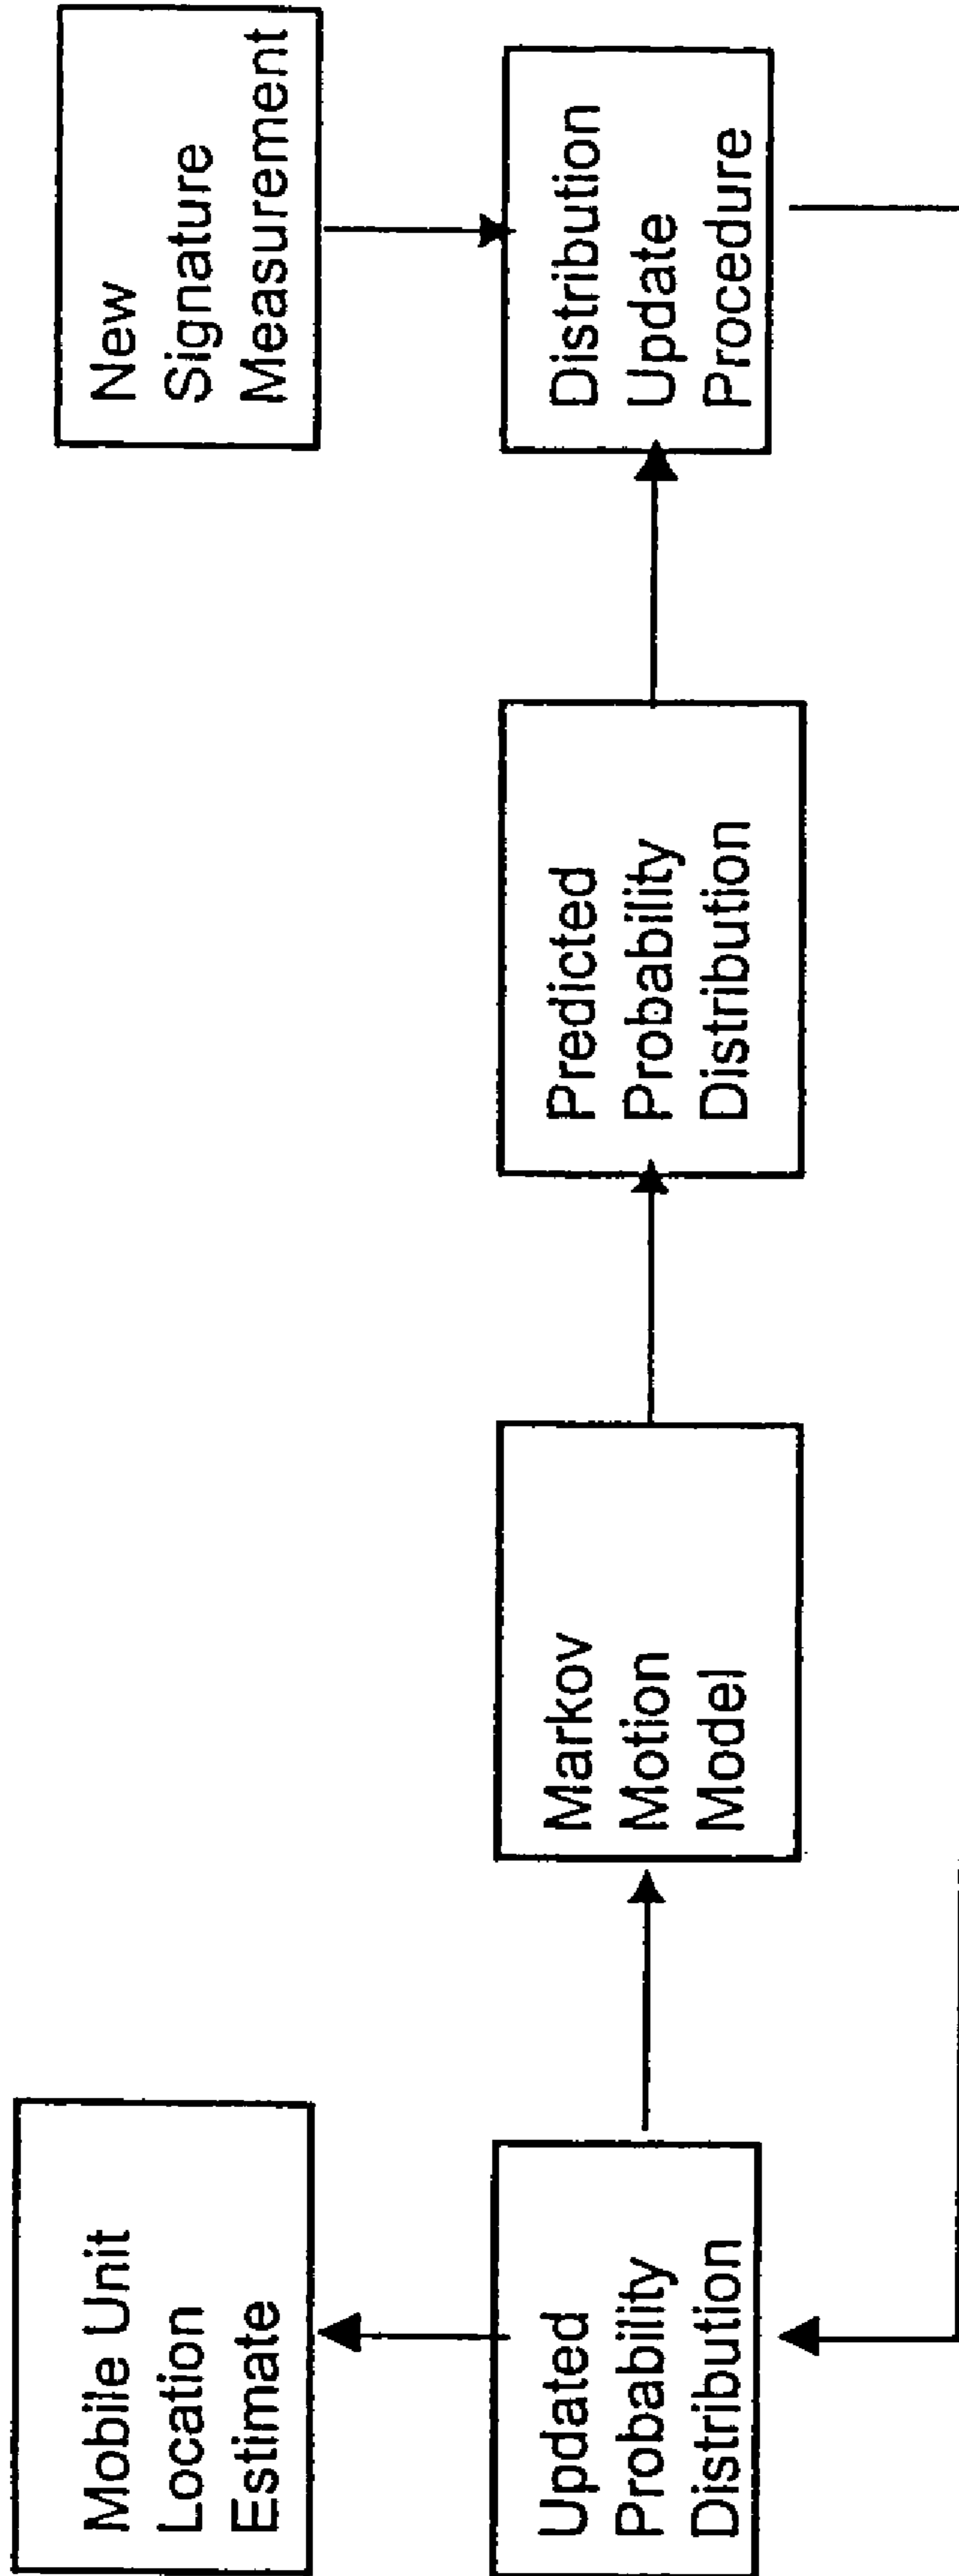 Mobile Unit
Location
Estimate
New
Signature
Measurement
Updated
Probability
Distribution
Markov
Motion
Model
Predicted
Probability
Distribution
Distribution
Update
Procedure